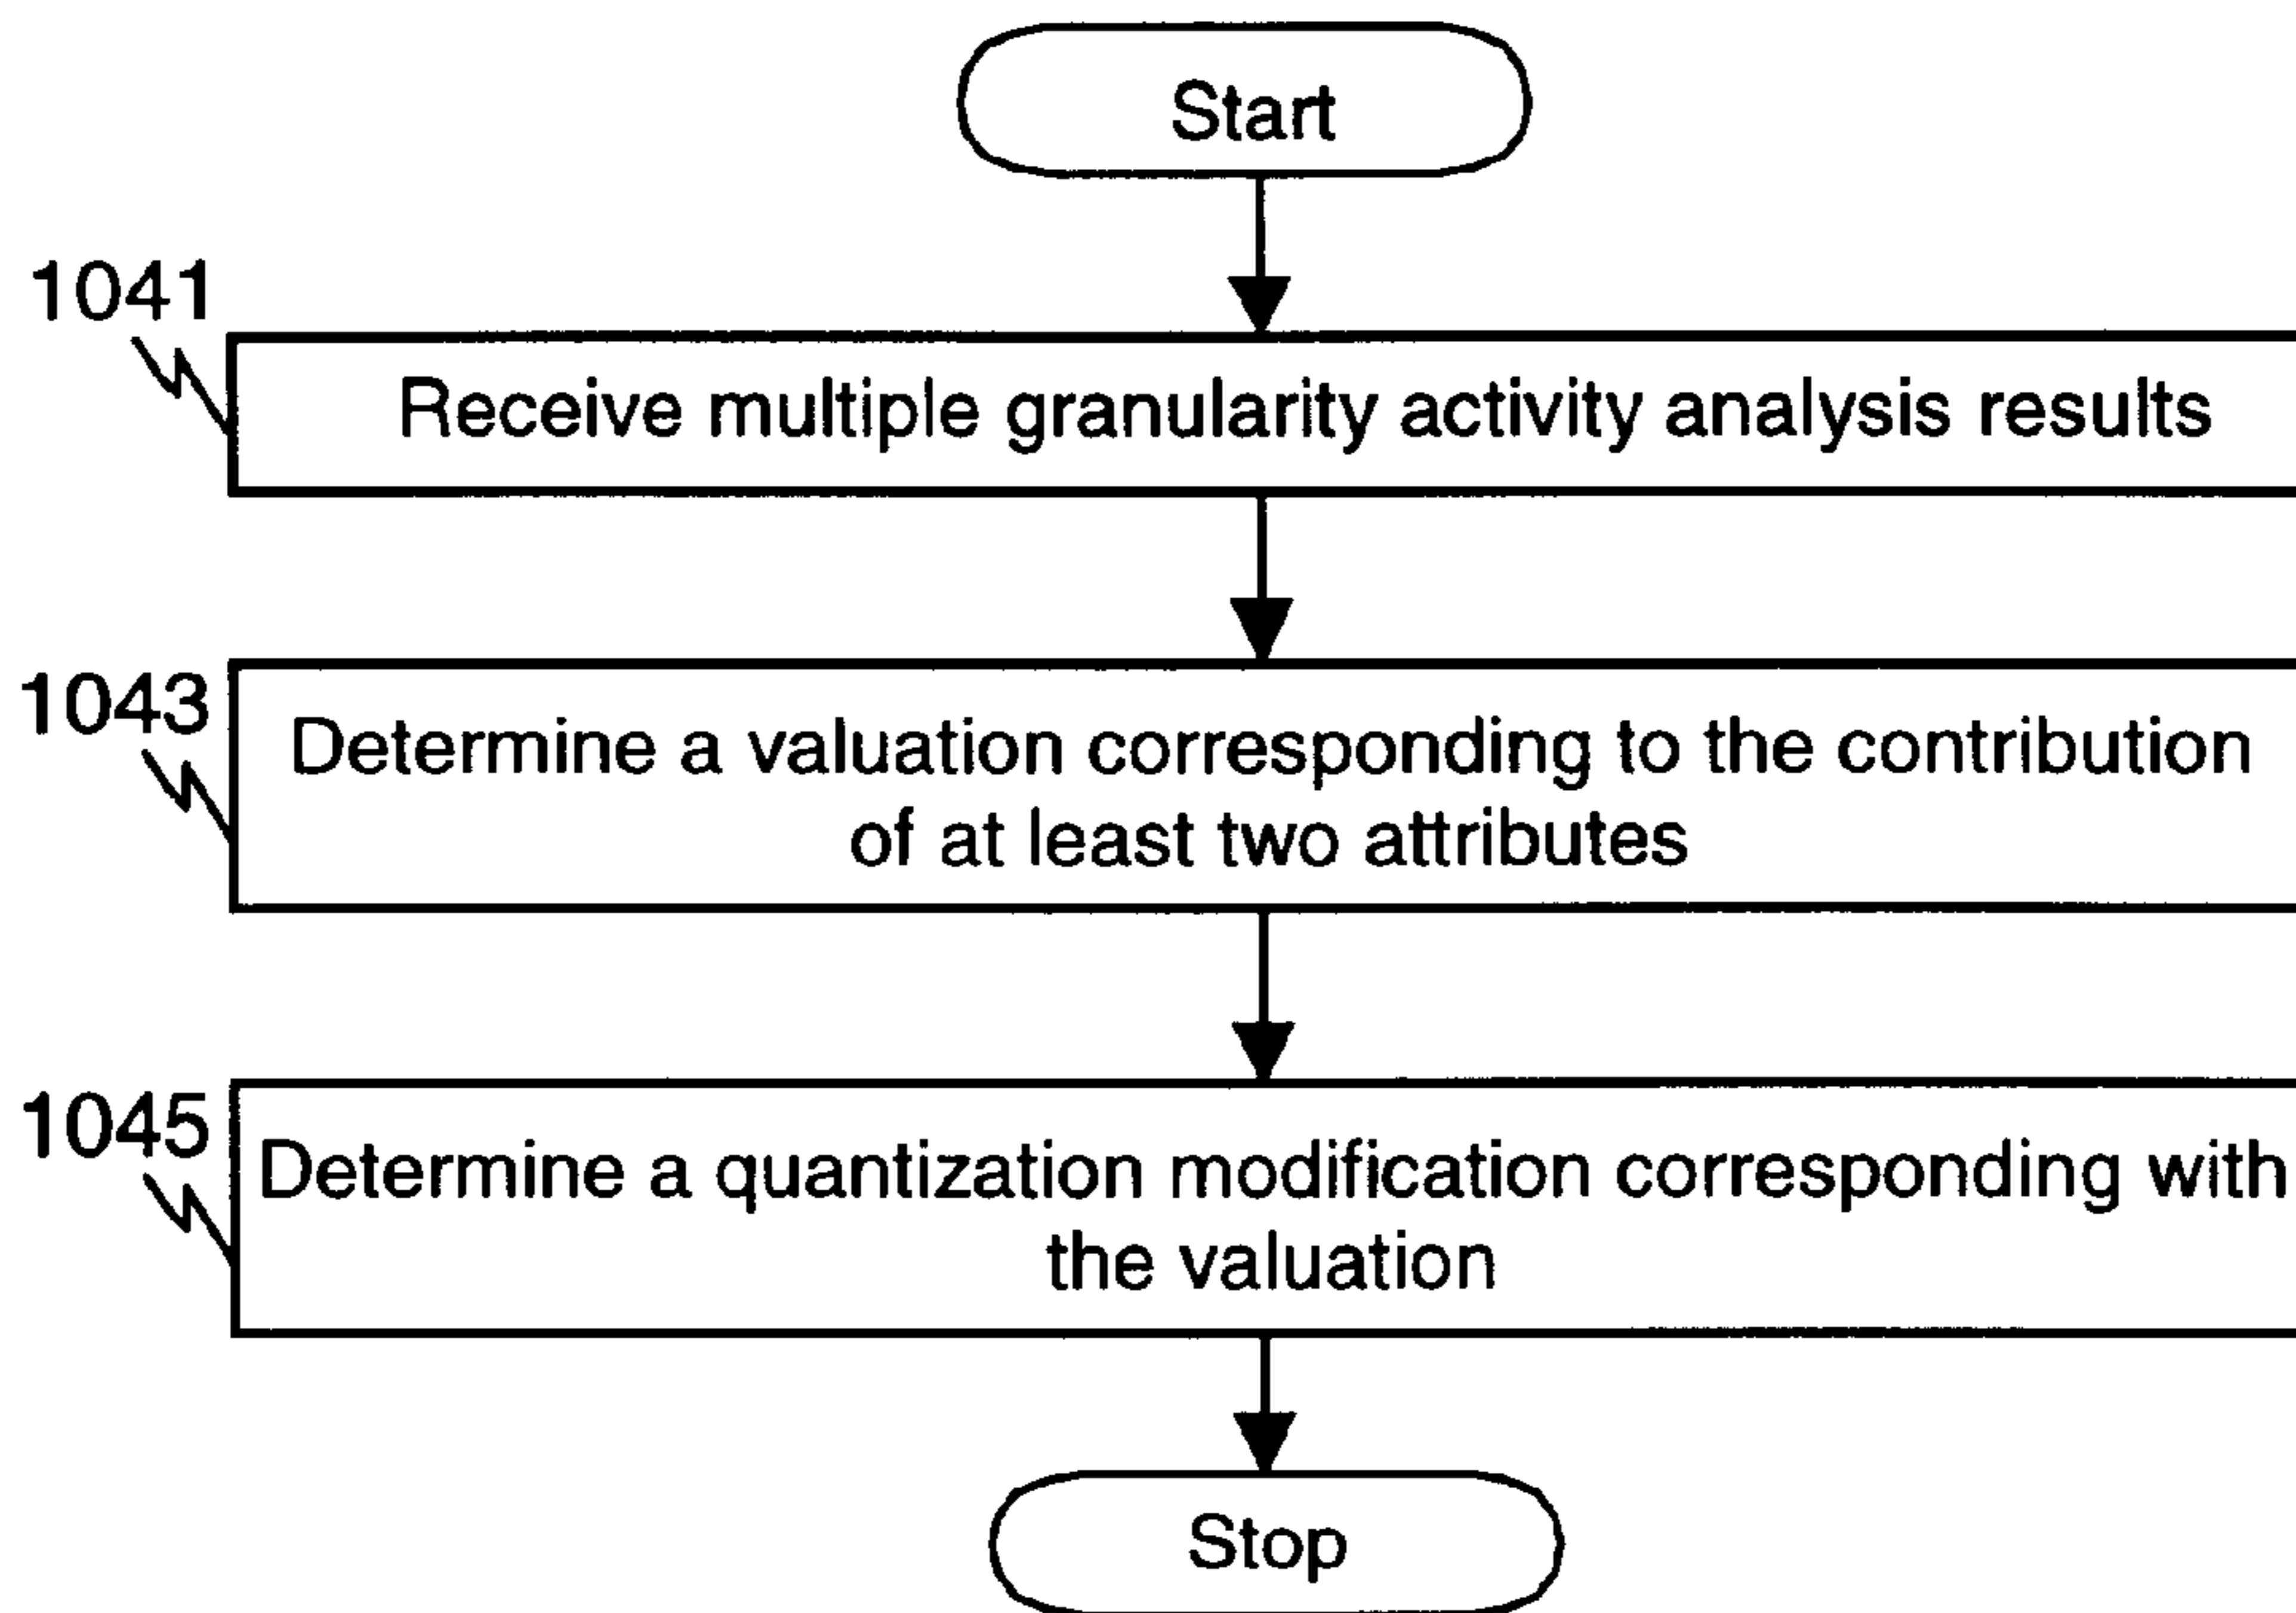 Start
1041
Receive multiple granularity activity analysis results
1043
Determine a valuation corresponding to the contribution
of at least two attributes
1045
Determine a quantization modification corresponding with
the valuation
Stop